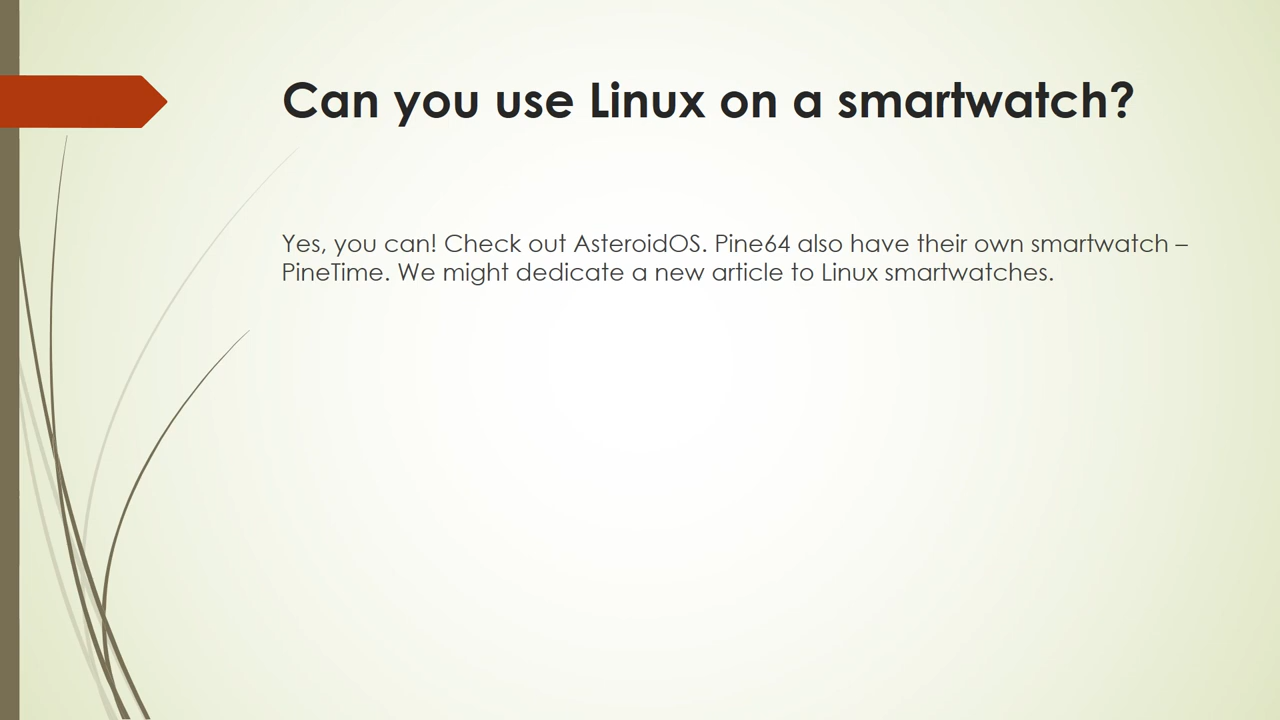 Can you use Linux on a smartwatch?
Yes, you can! Check out AsteroidOS. Pine64 also have their own smartwatch –
PineTime. We might dedicate a new article to Linux smartwatches.